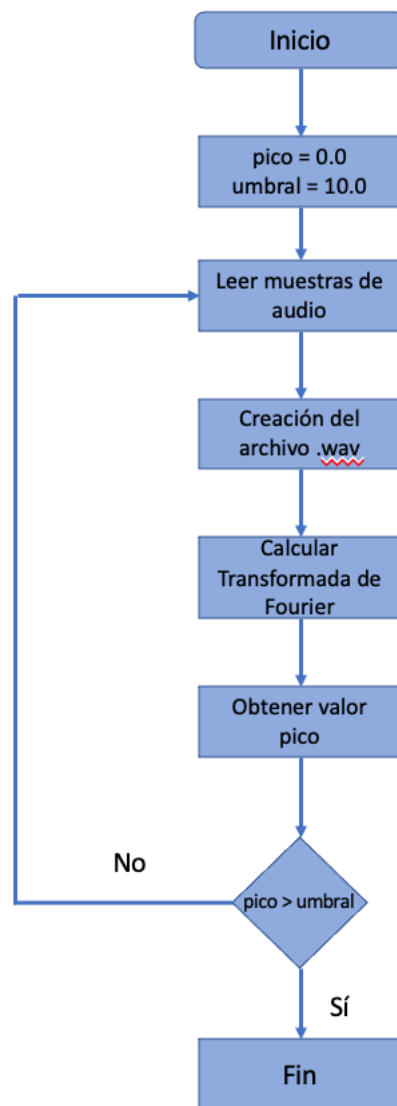 Inicio
pico = 0.0
umbral = 10.0
Leer muestras de
audio
Creación del
archivo .wav
Calcular
Transformada de
Fourier
Obtener valor
pico
No
pico > umbral
Sí
Fin